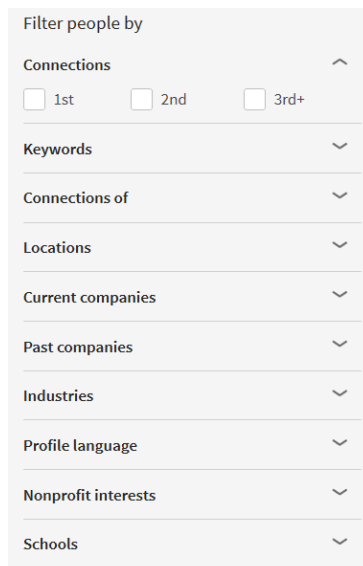 Filter people by
Connections
1st 2nd 3rd+
Keywords
Connections of
Locations
Current companies
Past companies
Industries
Profile language
Nonprofit interests
Schools